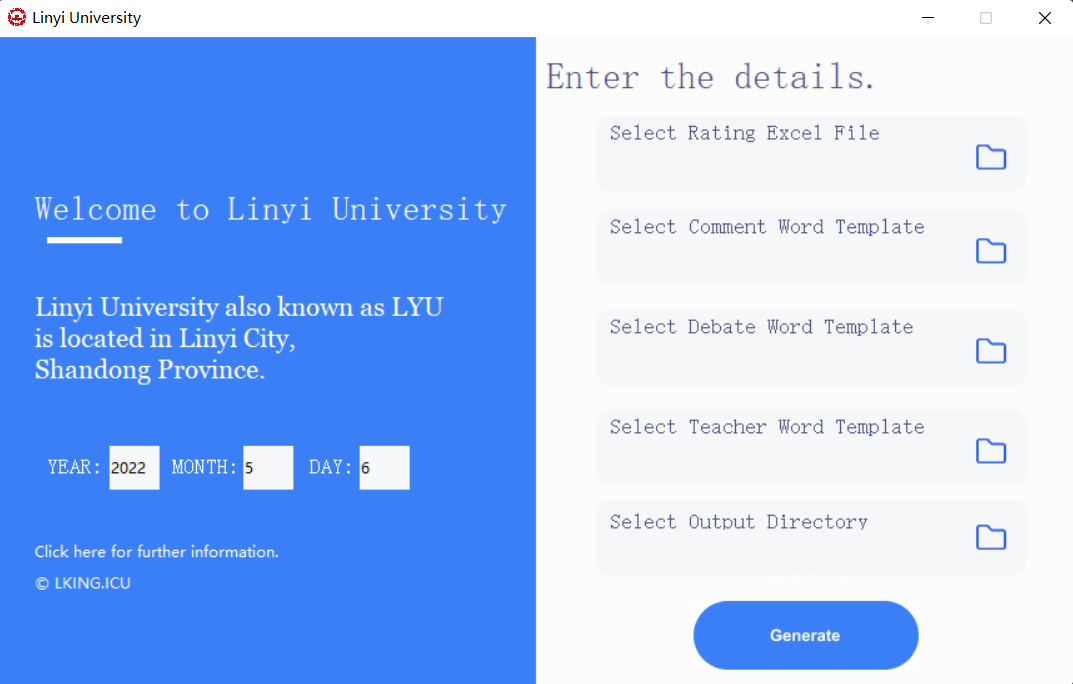 Linyi University
Welcome to Linyi University
Linyi University also known as LYU
is located in Linyi City,
Shandong Province.
YEAR: 2022 MONTH: 5 DAY: 6
Click here for further information.
© LKING.ICU
Enter the details.
Select Rating Excel File
Select Comment Word Template
Select Debate Word Template
Select Teacher Word Template
Select Output Directory
Generate